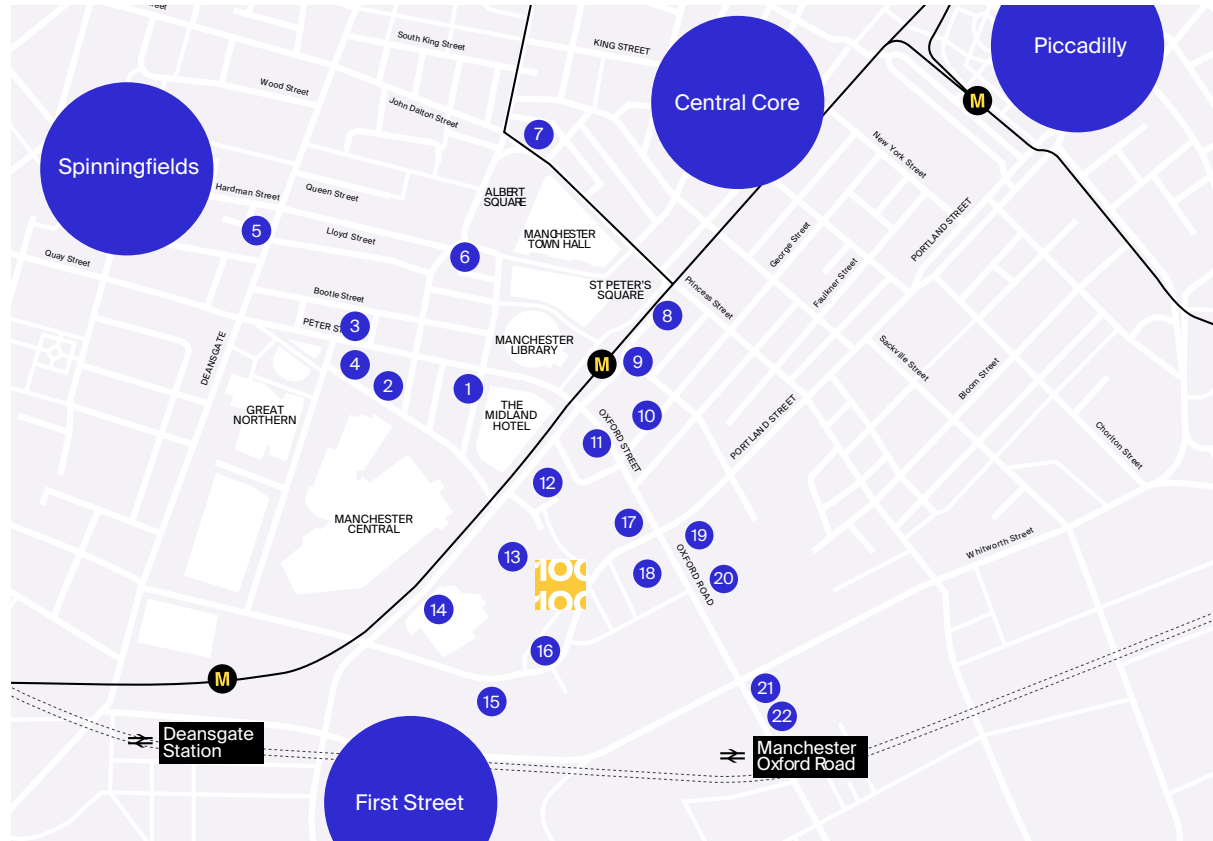 South King Street
KING STREET
Piccadilly
Central Core
Wood Street
John Dalton Street
M
7
New York Street
Spinningfields
Hardman Street
Queen Street
ALBERT
SQUARE
PORTLAND STREET
5
Lloyd Street
MANCHESTER
TOWN HALL
George Street
6
Quay Street
Faulkner Street
ST PETER'S
SQUARE
Princess Street
Bootle Street
PETER ST
3
8
MANCHESTER
LIBRARY
DEANSGATE
4
M
9
Sackville Street
Bloom Street
2
1
GREAT
NORTHERN
THE
MIDLAND
HOTEL
10
OXFORD STREET
PORTLAND STREET
11
Chorlton Street
12
MANCHESTER
CENTRAL
17
19
Whitworth Street
13
100
100
18
OXFORD ROAD
20
14
16
M
15
21
22
Deansgate
Station
Manchester
Oxford Road
First Street